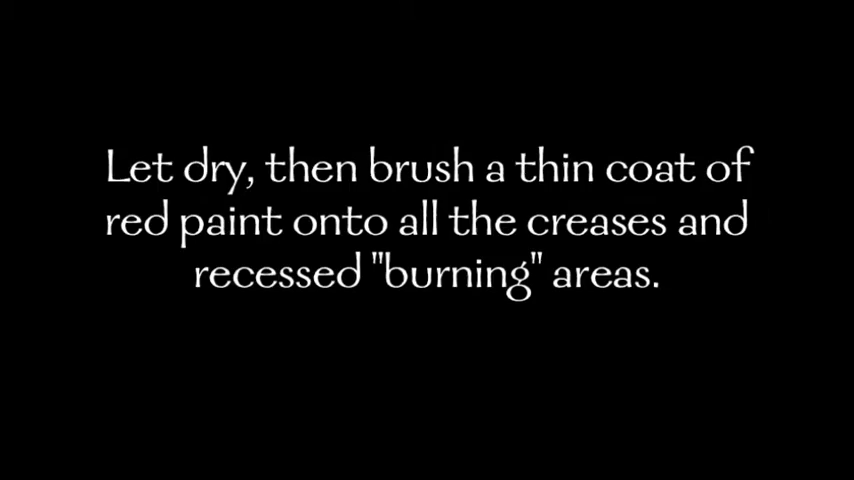 Let dry, then brush a thin coat of
red paint onto all the creases and
recessed "burning" areas.